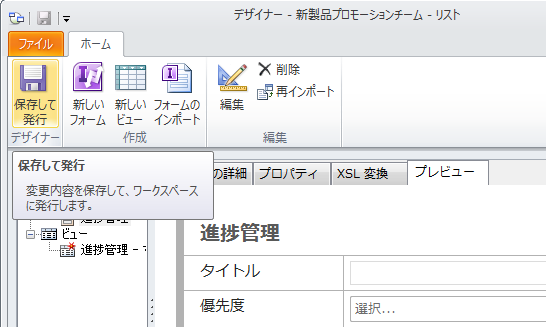 デザイナー - 新製品プロモーションチーム - リスト
ファイル ホーム
保存して発行 新しいフォーム 新しいビュー フォームのインポート 編集 削除 再インポート
デザイナー 作成 編集
保存して発行
変更内容を保存して、ワークスペース
に発行します。
の詳細 プロパティ XSL 変換 プレビュー
進捗管理
ビュー
進捗管理 -
進捗管理
タイトル
優先度
選択...